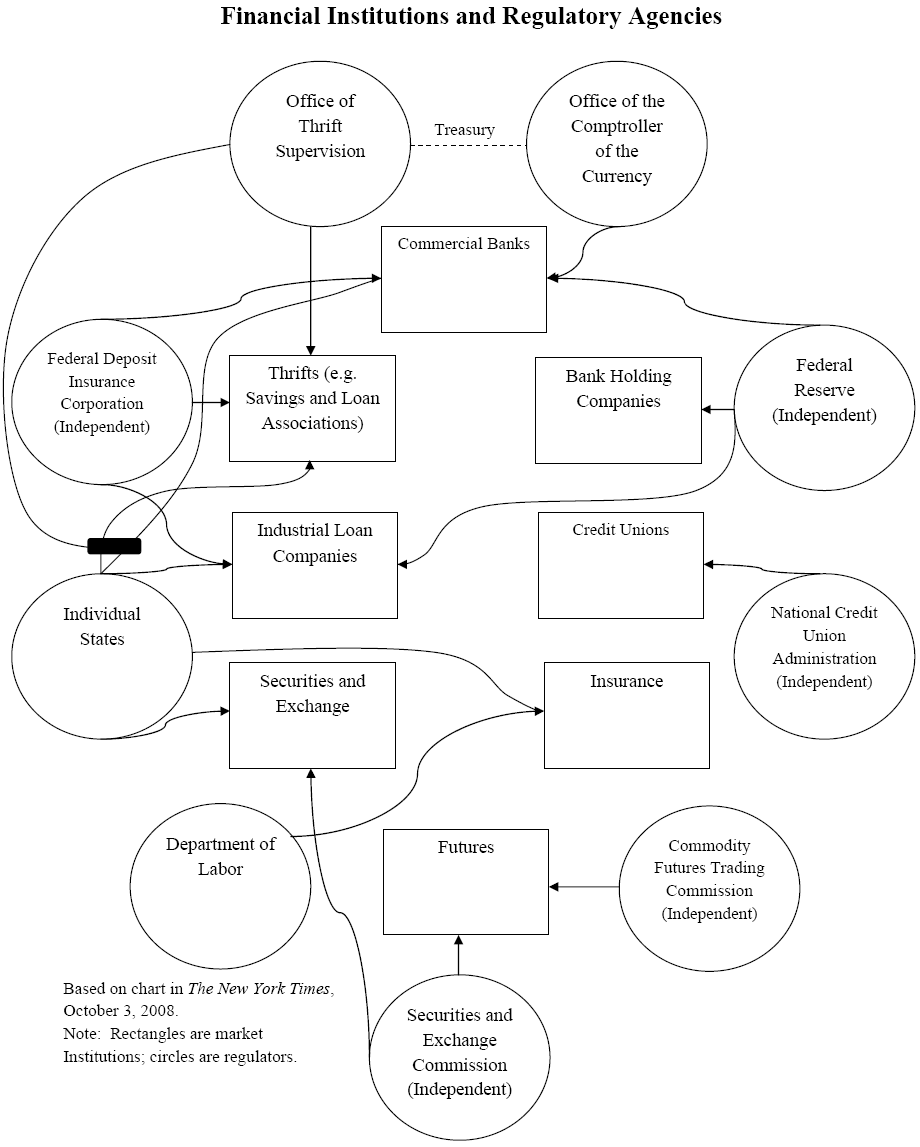 Financial Institutions and Regulatory Agencies
Office of
Thrift
Supervision
Treasury
Office of the
Comptroller
of the
Currency
Commercial Banks
Federal Deposit
Insurance
Corporation
(Independent)
Thrifts (e.g.
Savings and Loan
Associations)
Bank Holding
Companies
Federal
Reserve
(Independent)
Industrial Loan
Companies
Credit Unions
Individual
States
National Credit
Union
Administration
(Independent)
Securities and
Exchange
Insurance
Department of
Labor
Futures
Commodity
Futures Trading
Commission
(Independent)
Based on chart in The New York Times,
October 3, 2008.
Note:  Rectangles are market
Institutions; circles are regulators.
Securities and
Exchange
Commission
(Independent)